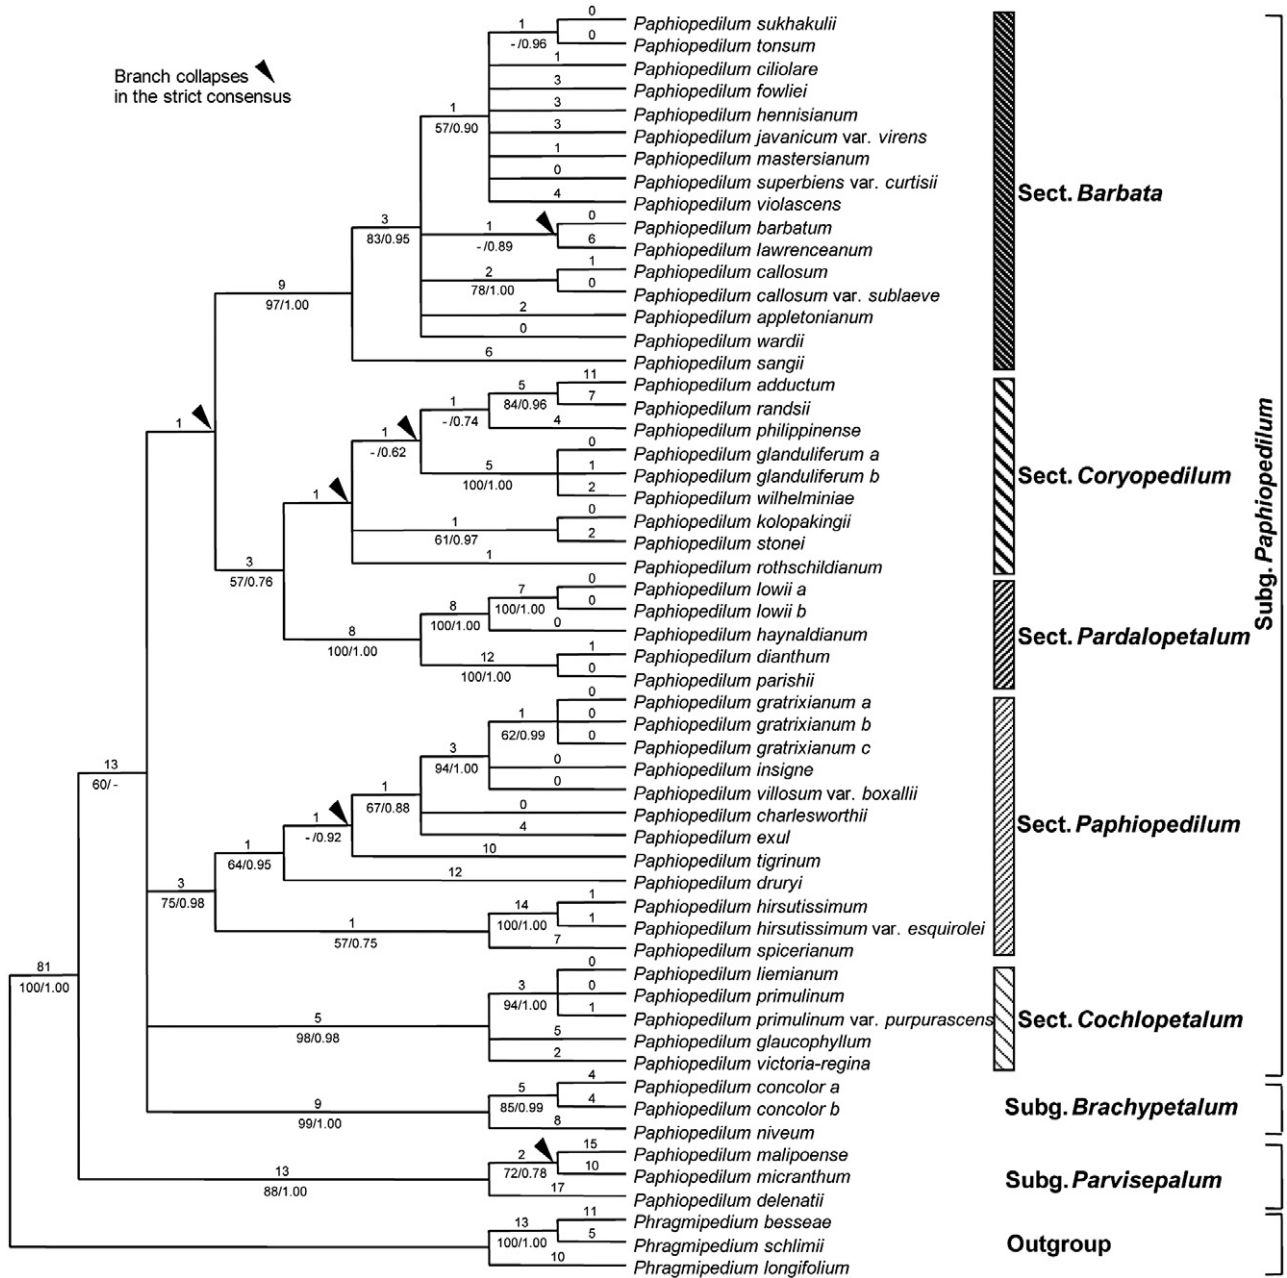 Branch collapses
in the strict consensus
0
1
Paphiopedilum sukhakulii
- /0.96
0
Paphiopedilum tonsum
1
Paphiopedilum ciliolare
3
Paphiopedilum fowliei
3
1
Paphiopedilum hennisianum
57/0.90
3
Paphiopedilum javanicum var. virens
1
Paphiopedilum mastersianum
0
Paphiopedilum superbiens var. curtisii
4
Paphiopedilum violascens
Sect. Barbata
3
83/0.95
0
1
Paphiopedilum barbatum
- /0.89
6
Paphiopedilum lawrenceanum
1
2
Paphiopedilum callosum
78/1.00
0
Paphiopedilum callosum var. sublaeve
9
97/1.00
2
Paphiopedilum appletonianum
0
Paphiopedilum wardii
6
Paphiopedilum sangii
11
5
Paphiopedilum adductum
84/0.96
7
Paphiopedilum randsii
1
- /0.74
4
Paphiopedilum philippinense
1
1
- /0.62
0
Paphiopedilum glanduliferum a
5
1
100/1.00
Paphiopedilum glanduliferum b
2
Paphiopedilum wilhelminiae
Sect. Coryopedilum
1
0
1
Paphiopedilum kolopakingii
61/0.97
2
Paphiopedilum stonei
1
Paphiopedilum rothschildianum
3
57/0.76
0
7
Paphiopedilum lowii a
100/1.00
0
Paphiopedilum lowii b
8
100/1.00
0
Paphiopedilum haynaldianum
8
100/1.00
1
12
Paphiopedilum dianthum
100/1.00
0
Paphiopedilum parishii
Sect. Pardalopetalum
Subg. Paphiopedilum
0
Paphiopedilum gratrixianum a
1
0
62/0.99
Paphiopedilum gratrixianum b
0
Paphiopedilum gratrixianum c
3
94/1.00
0
Paphiopedilum insigne
0
Paphiopedilum villosum var. boxallii
13
60/ -
1
67/0.88
0
Paphiopedilum charlesworthii
4
Paphiopedilum exul
1
- /0.92
10
Paphiopedilum tigrinum
1
64/0.95
12
Paphiopedilum druryi
Sect. Paphiopedilum
3
75/0.98
1
14
Paphiopedilum hirsutissimum
100/1.00
1
Paphiopedilum hirsutissimum var. esquirolei
1
57/0.75
7
Paphiopedilum spicerianum
81
100/1.00
0
Paphiopedilum liemianum
3
0
94/1.00
Paphiopedilum primulinum
1
Paphiopedilum primulinum var. purpurascens
5
98/0.98
5
Paphiopedilum glaucophyllum
2
Paphiopedilum victoria-regina
Sect. Cochlopetalum
4
5
Paphiopedilum concolor a
85/0.99
4
Paphiopedilum concolor b
9
99/1.00
8
Paphiopedilum niveum
Subg. Brachypetalum
15
2
Paphiopedilum malipoense
72/0.78
10
Paphiopedilum micranthum
13
88/1.00
17
Paphiopedilum delenatii
Subg. Parvisepalum
11
13
Phragmipedium besseae
100/1.00
5
Phragmipedium schlimii
10
Phragmipedium longifolium
Outgroup